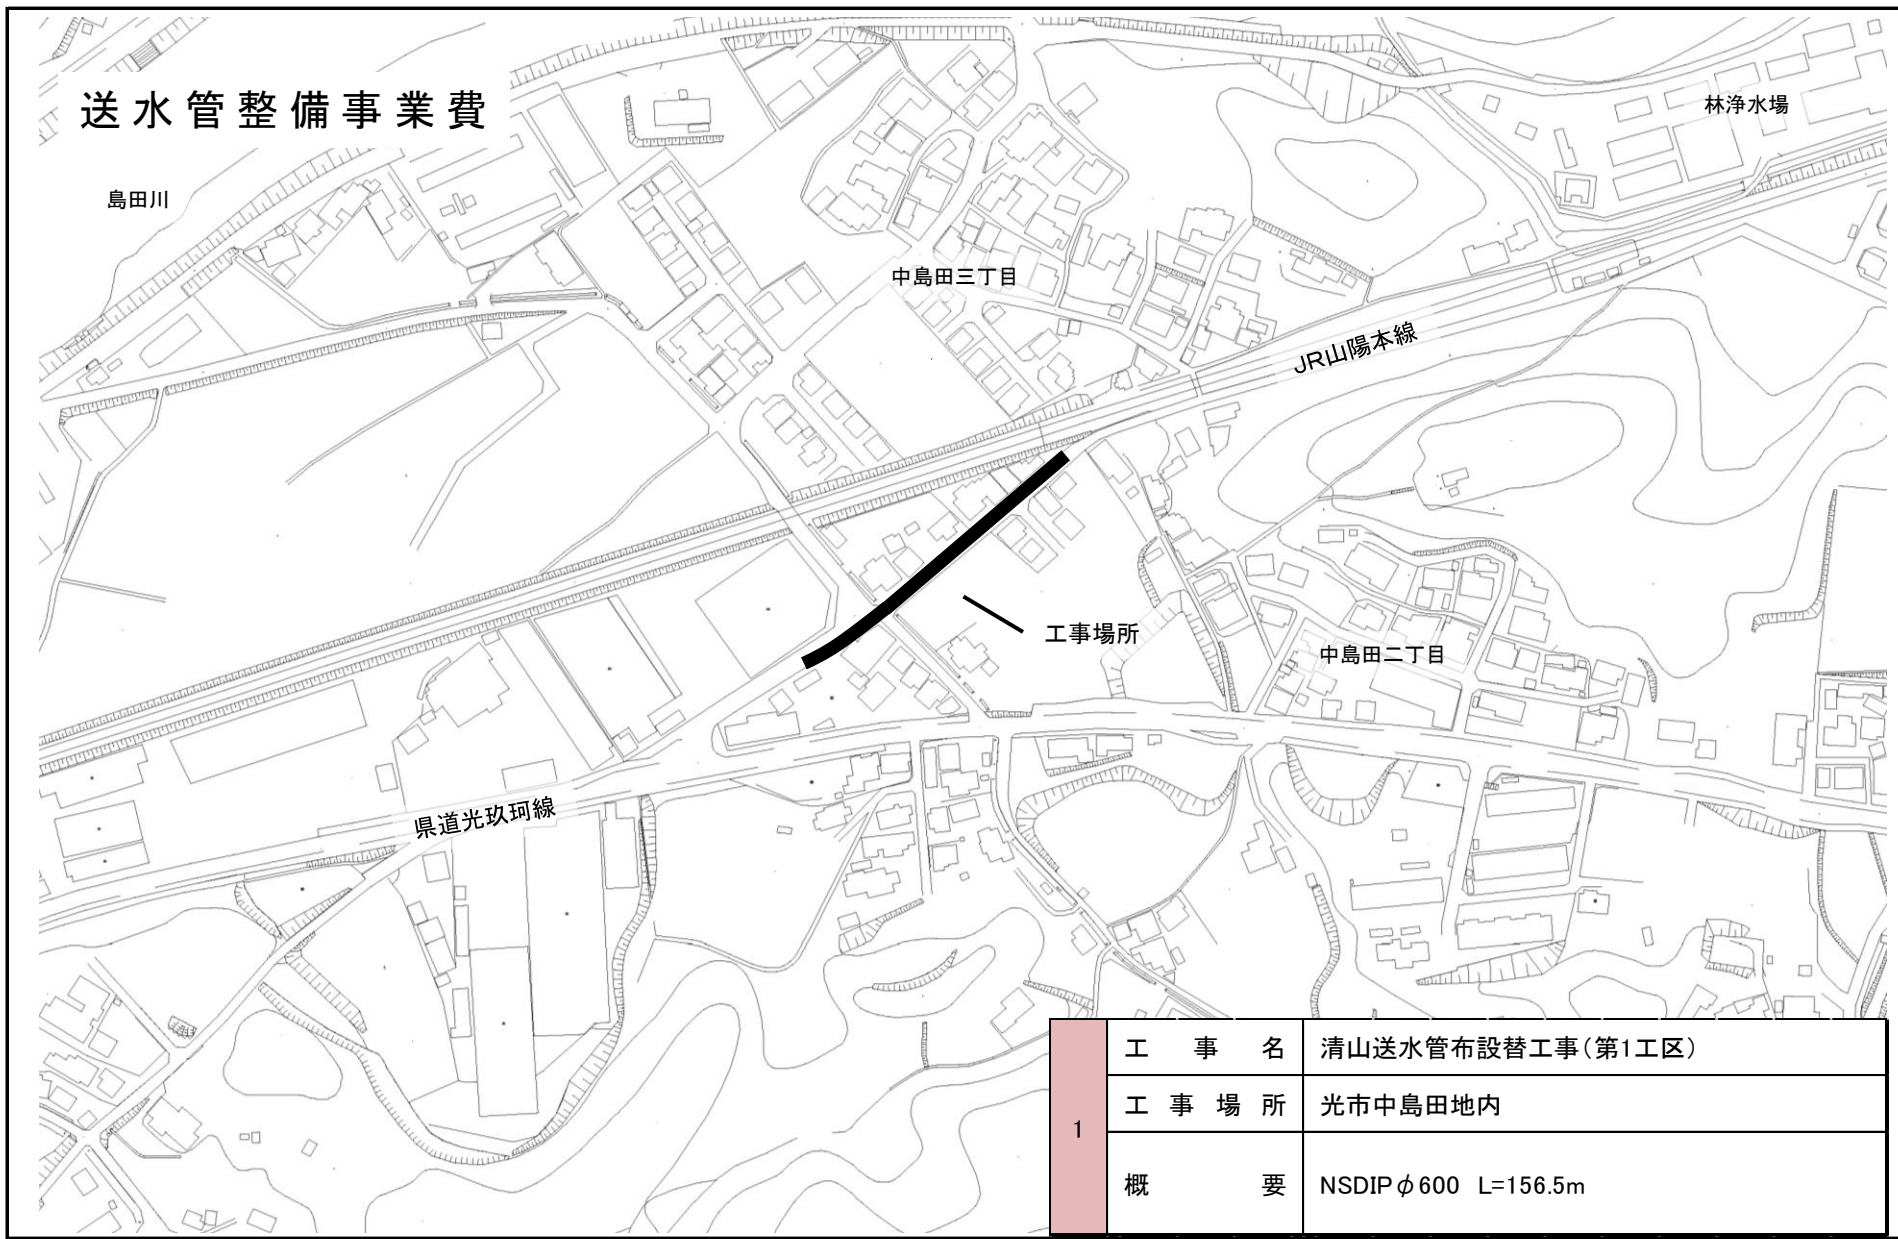 送水管整備事業費
林浄水場
島田川
中島田三丁目
JR山陽本線
工事場所
中島田二丁目
県道光玖珂線
1
工事名 清山送水管布設替工事(第1工区)
工事場所 光市中島田地内
概要 NSDIPφ600 L=156.5m